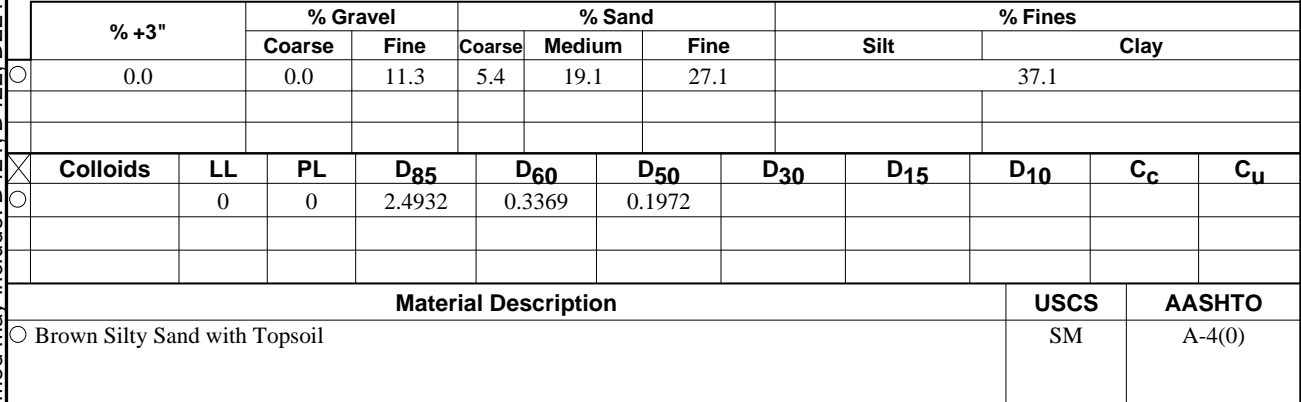 % +3" % Gravel % Sand % Fines
Coarse Fine Coarse Medium Fine Silt Clay
0.0 0.0 11.3 5.4 19.1 27.1 37.1
Colloids LL PL D85 D60 D50 D30 D15 D10 Cc Cu
0 0 2.4932 0.3369 0.1972
Material Description USCS AASHTO
Brown Silty Sand with Topsoil SM A-4(0)